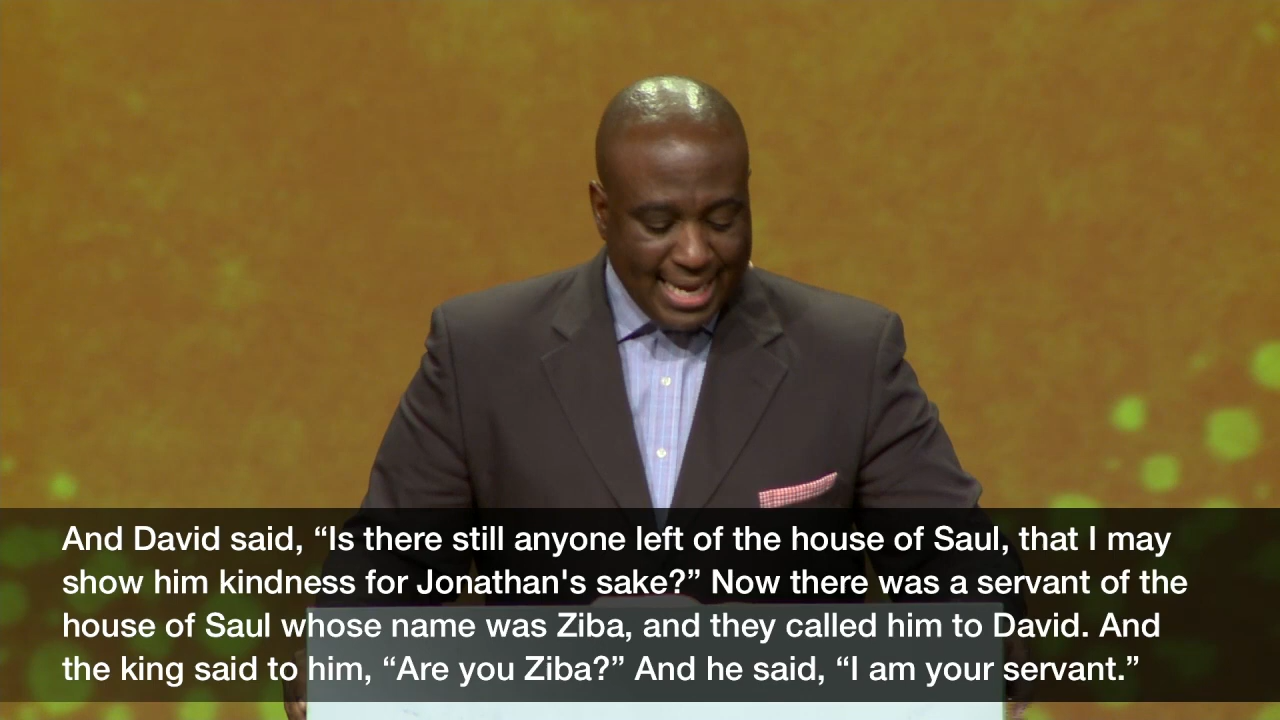 And David said, “Is there still anyone left of the house of Saul, that I may
show him kindness for Jonathan's sake?” Now there was a servant of the
house of Saul whose name was Ziba, and they called him to David. And
the king said to him, “Are you Ziba?” And he said, “I am your servant.”